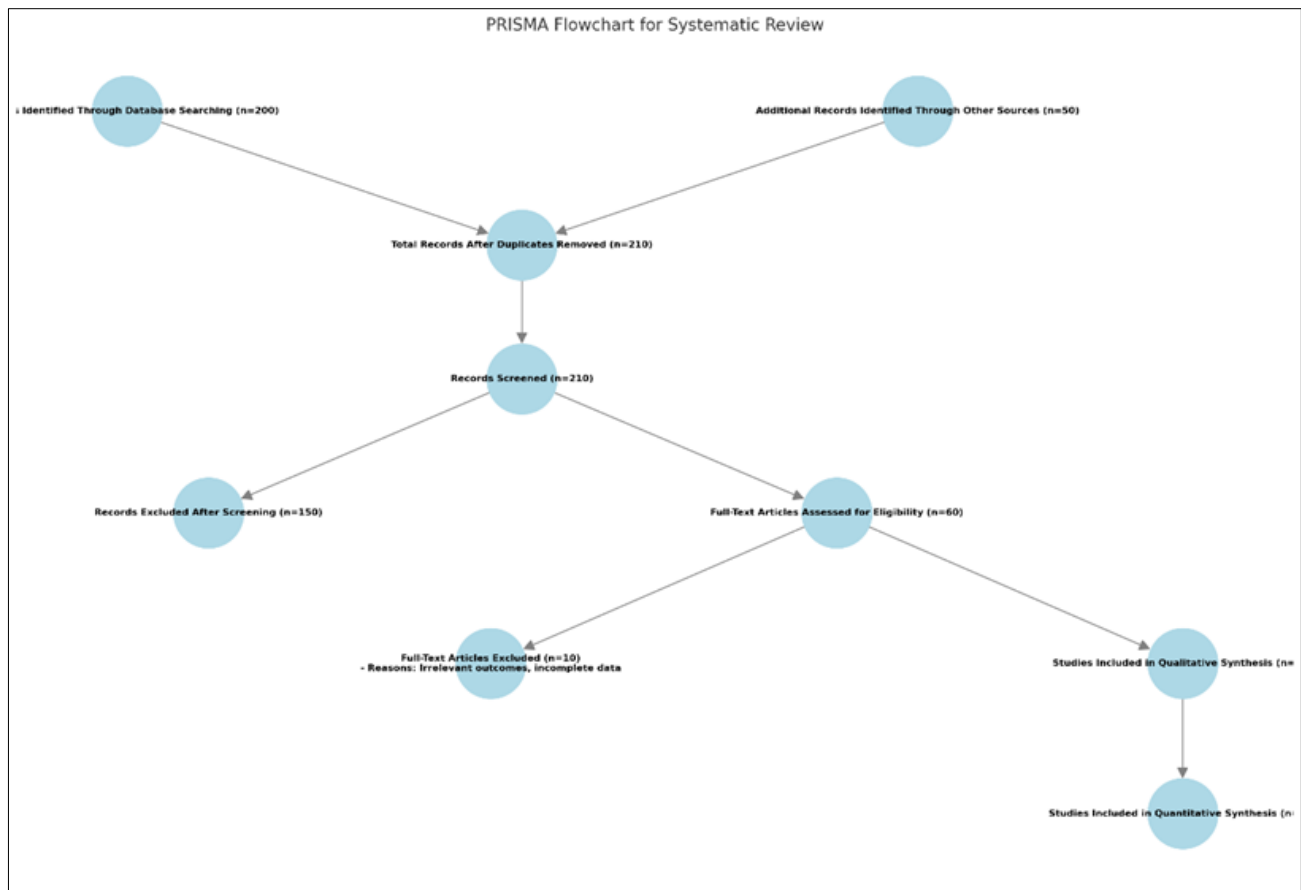 PRISMA Flowchart for Systematic Review
Identified Through Database Searching (n=200)
Additional Records Identified Through Other Sources (n=50)
Total Records After Duplicates Removed (n=210)
Records Screened (n=210)
Records Excluded After Screening (n=150)
Full-Text Articles Assessed for Eligibility (n=60)
Full-Text Articles Excluded (n=10)
- Reasons: Irrelevant outcomes, incomplete data
Studies Included in Qualitative Synthesis (n=
Studies Included in Quantitative Synthesis (n=